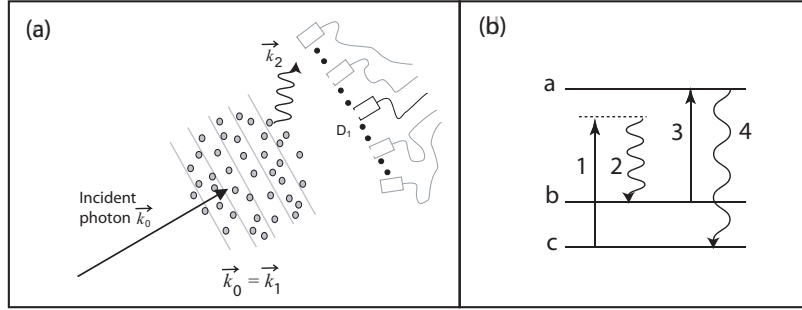 (a)
k₂
D₁
Incident
photon k₀
k₀ = k₁
(b)
a
1
2
3
4
b
c